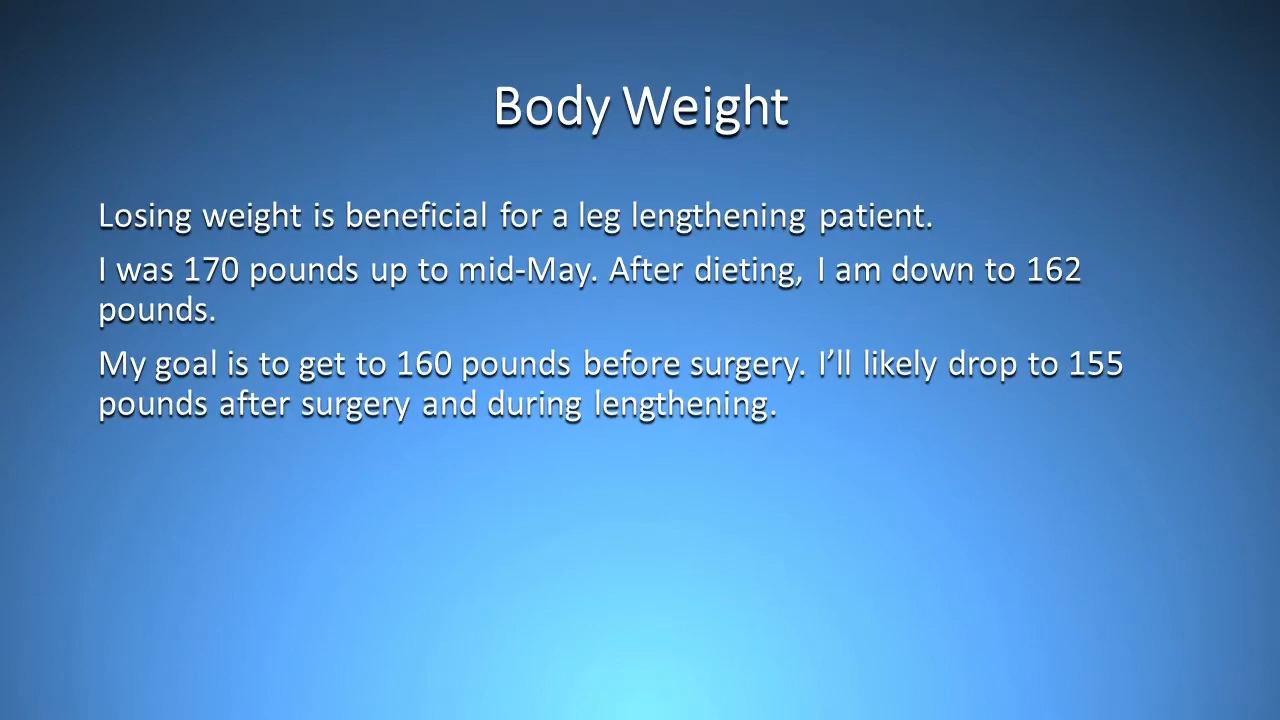 Body Weight
Losing weight is beneficial for a leg lengthening patient.
I was 170 pounds up to mid-May. After dieting, I am down to 162
pounds.
My goal is to get to 160 pounds before surgery. I’ll likely drop to 155
pounds after surgery and during lengthening.